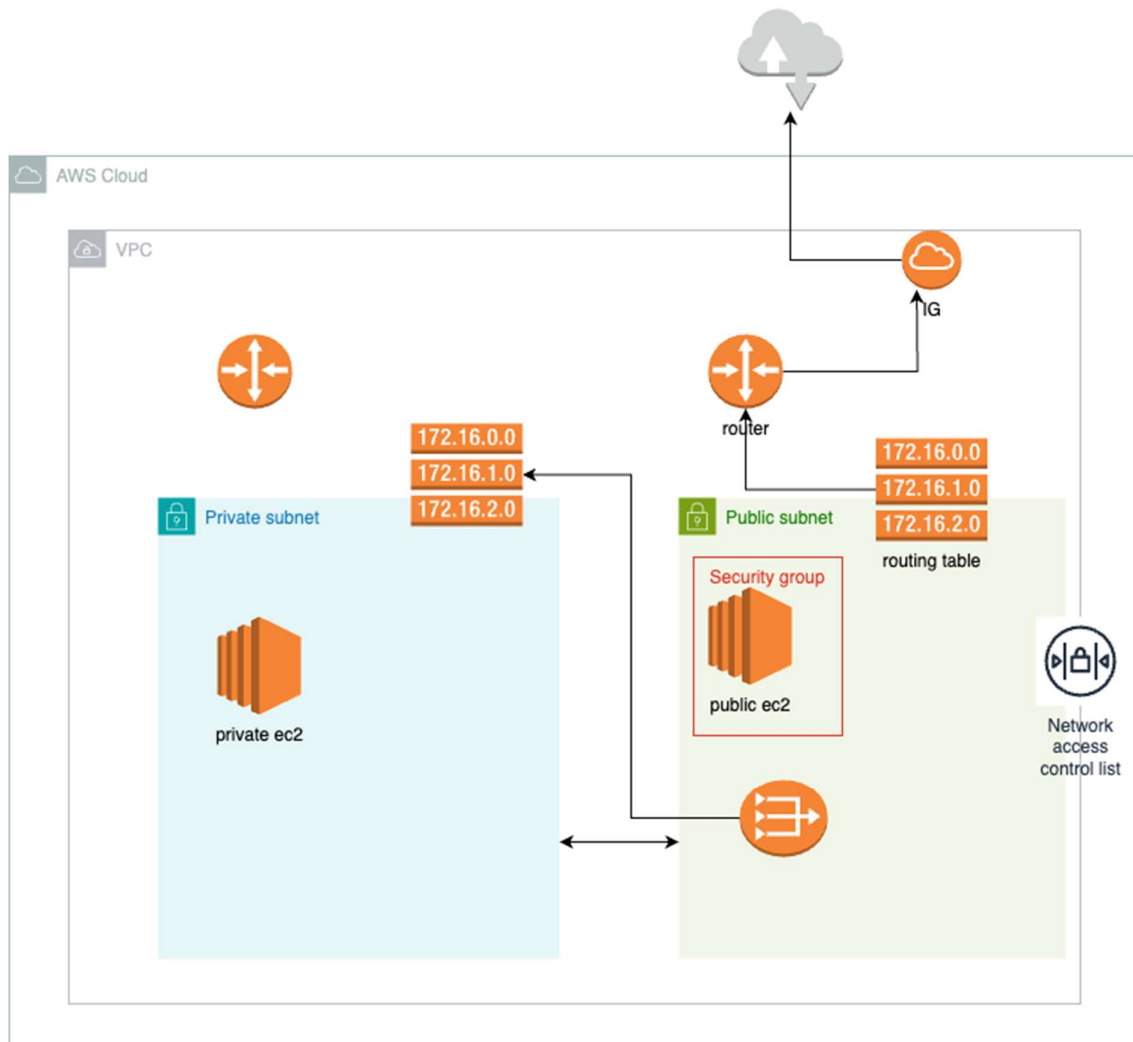 AWS Cloud
VPC
IG
router
172.16.0.0
172.16.1.0
172.16.2.0
172.16.0.0
172.16.1.0
172.16.2.0
routing table
Private subnet
private ec2
Public subnet
Security group
public ec2
Network
access
control list